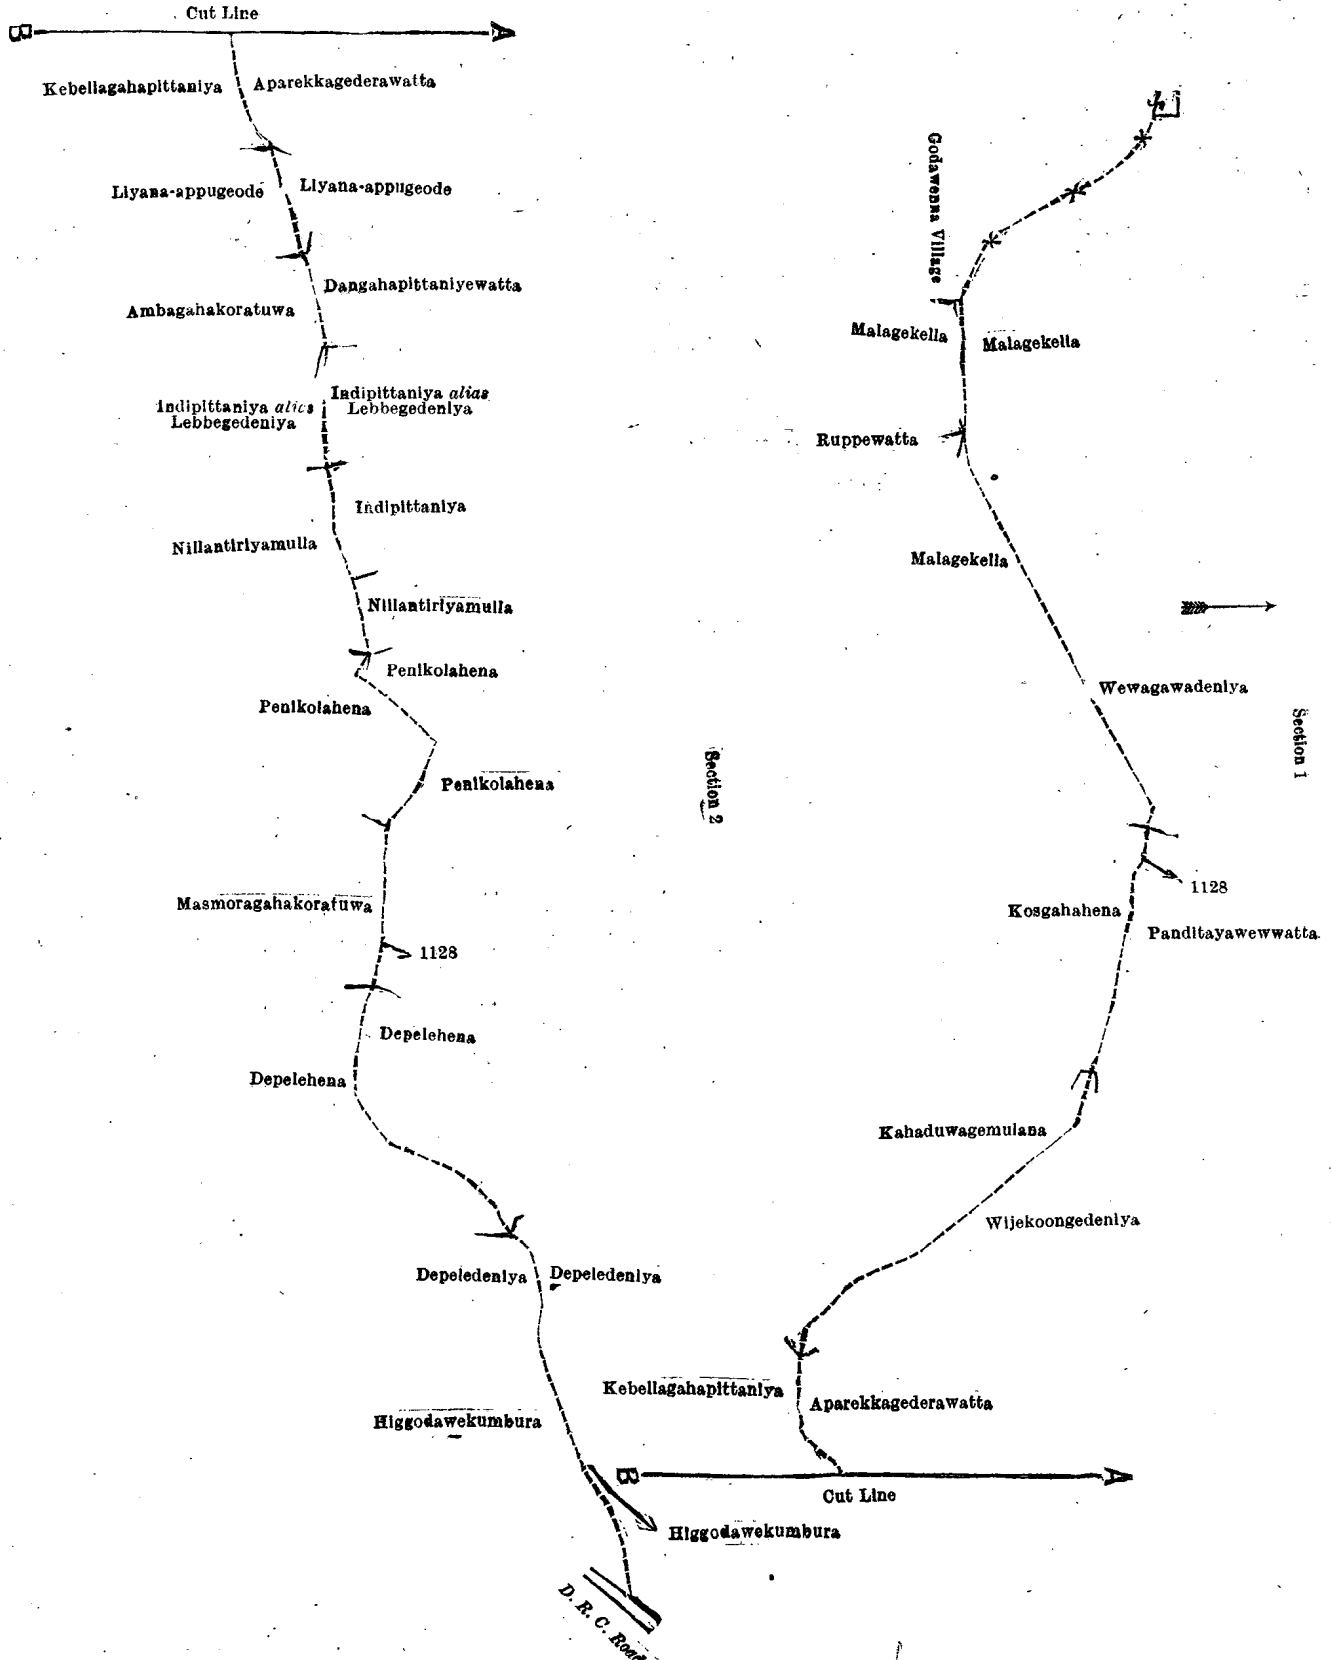 Cut Line
B
A
Kebellagahapittaniya
Aparekkagederawatta
Liyana-appugeode
Liyana-appugeode
Dangahapittaniyewatta
Ambagahakoratuwa
Indipittaniya alias
Lebbegedeniya
Indipittaniya alias
Lebbegedeniya
Indipittaniya
Nillantiriyamulla
Nillantiriyamulla
Penikolahena
Penikolahena
Penikolahena
Masmoragahakoratuwa
1128
Depelehena
Depelehena
Depeledeniya
Depeledeniya
Higgodawekumbura
Higgodawekumbura
D. R. C. Road
Section 2
Godawenna Village
Malagekella
Malagekella
Ruppewatta
Malagekella
Wewagawadeniya
Section 1
1128
Kosgahahena
Panditayawewwatta
Kahaduwagemulana
Wijekoongedeniya
Kebellagahapittaniya
Aparekkagederawatta
B
A
Cut Line